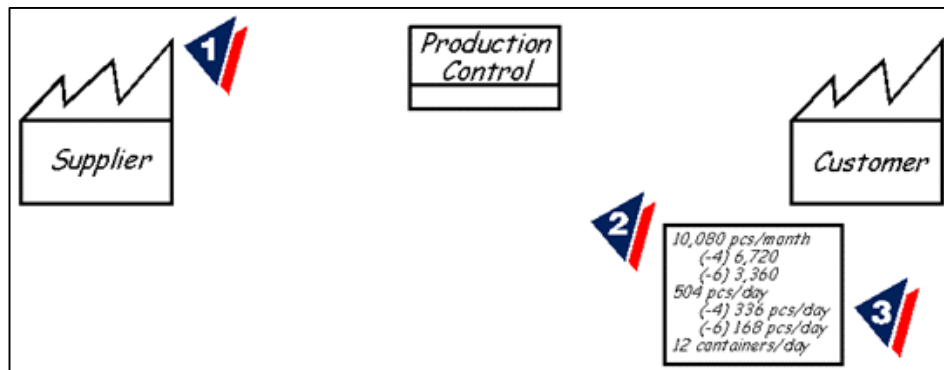 1
Production
Control
Supplier
Customer
2
10,080 pcs/month
(-4) 6,720
(-6) 3,360
504 pcs/day
(-4) 336 pcs/day
(-6) 168 pcs/day
12 containers/day
3